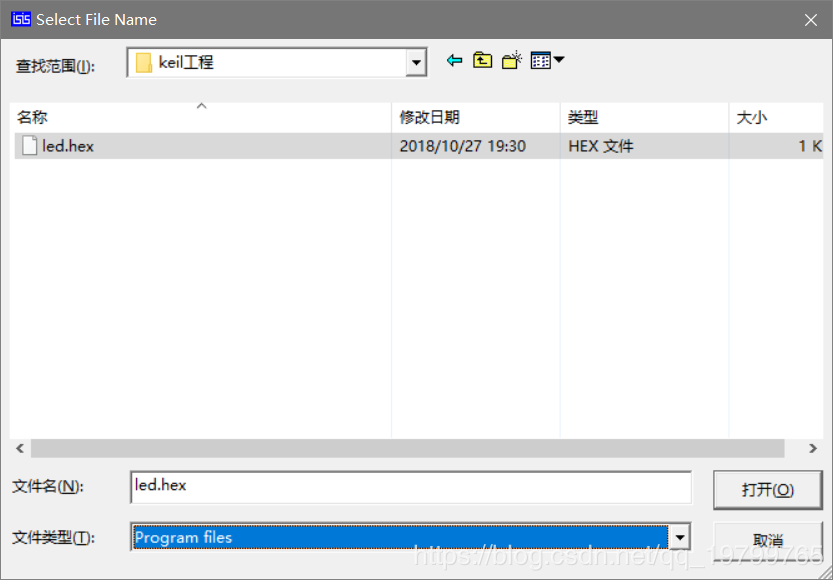 isis Select File Name
查找范围(I): keil工程
名称 修改日期 类型 大小
led.hex 2018/10/27 19:30 HEX 文件 1 K
文件名(N): led.hex 打开(O)
文件类型(T): Program files 取消
https://blog.csdn.net/qq_19799765